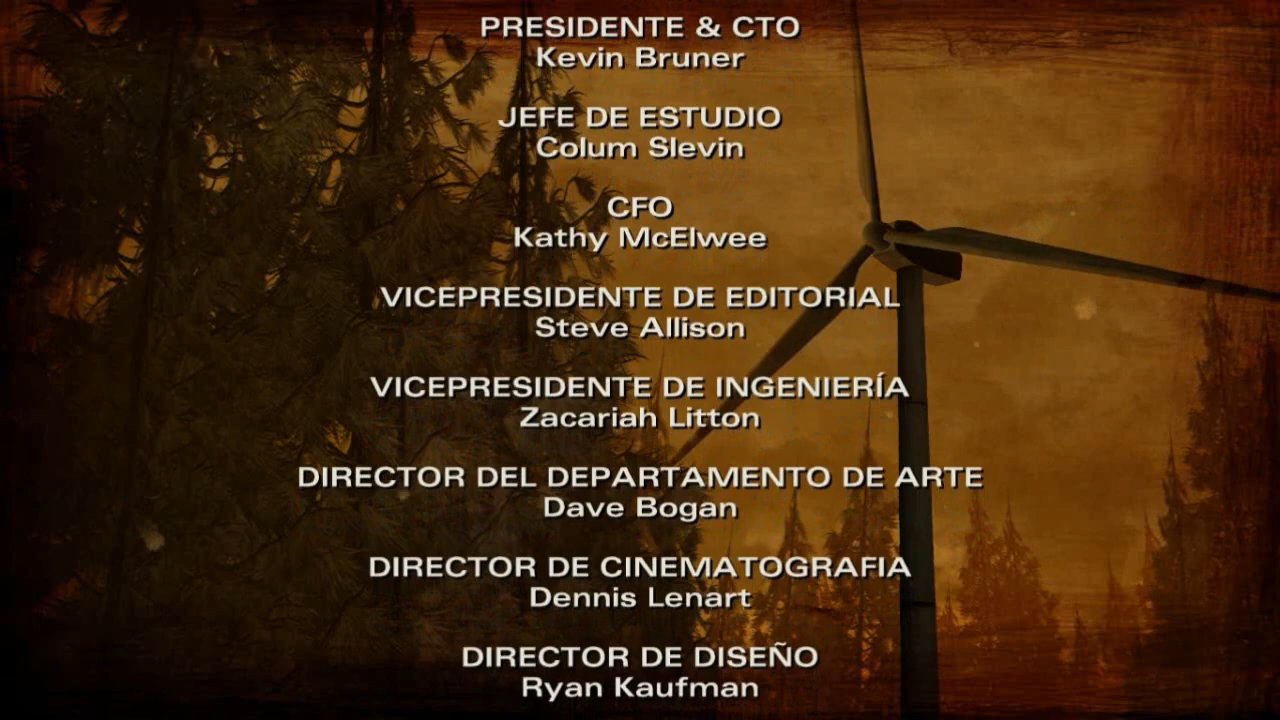 PRESIDENTE & CTO
Kevin Bruner
JEFE DE ESTUDIO
Colum Slevin
CFO
Kathy McElwee
VICEPRESIDENTE DE EDITORIAL
Steve Allison
VICEPRESIDENTE DE INGENIERÍA
Zacariah Litton
DIRECTOR DEL DEPARTAMENTO DE ARTE
Dave Bogan
DIRECTOR DE CINEMATOGRAFIA
Dennis Lenart
DIRECTOR DE DISEÑO
Ryan Kaufman